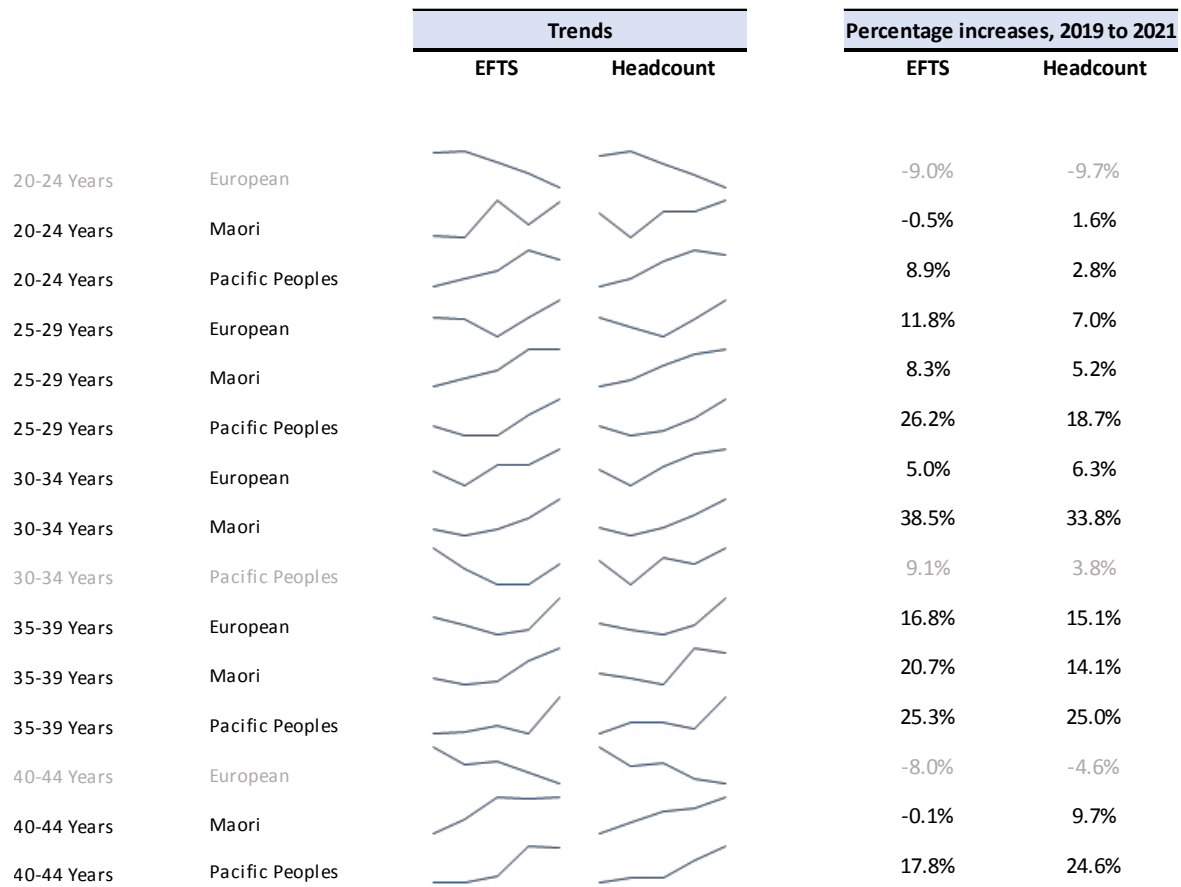 Trends Percentage increases, 2019 to 2021
EFTS Headcount EFTS Headcount
20-24 Years European -9.0% -9.7%
20-24 Years Maori -0.5% 1.6%
20-24 Years Pacific Peoples 8.9% 2.8%
25-29 Years European 11.8% 7.0%
25-29 Years Maori 8.3% 5.2%
25-29 Years Pacific Peoples 26.2% 18.7%
30-34 Years European 5.0% 6.3%
30-34 Years Maori 38.5% 33.8%
30-34 Years Pacific Peoples 9.1% 3.8%
35-39 Years European 16.8% 15.1%
35-39 Years Maori 20.7% 14.1%
35-39 Years Pacific Peoples 25.3% 25.0%
40-44 Years European -8.0% -4.6%
40-44 Years Maori -0.1% 9.7%
40-44 Years Pacific Peoples 17.8% 24.6%